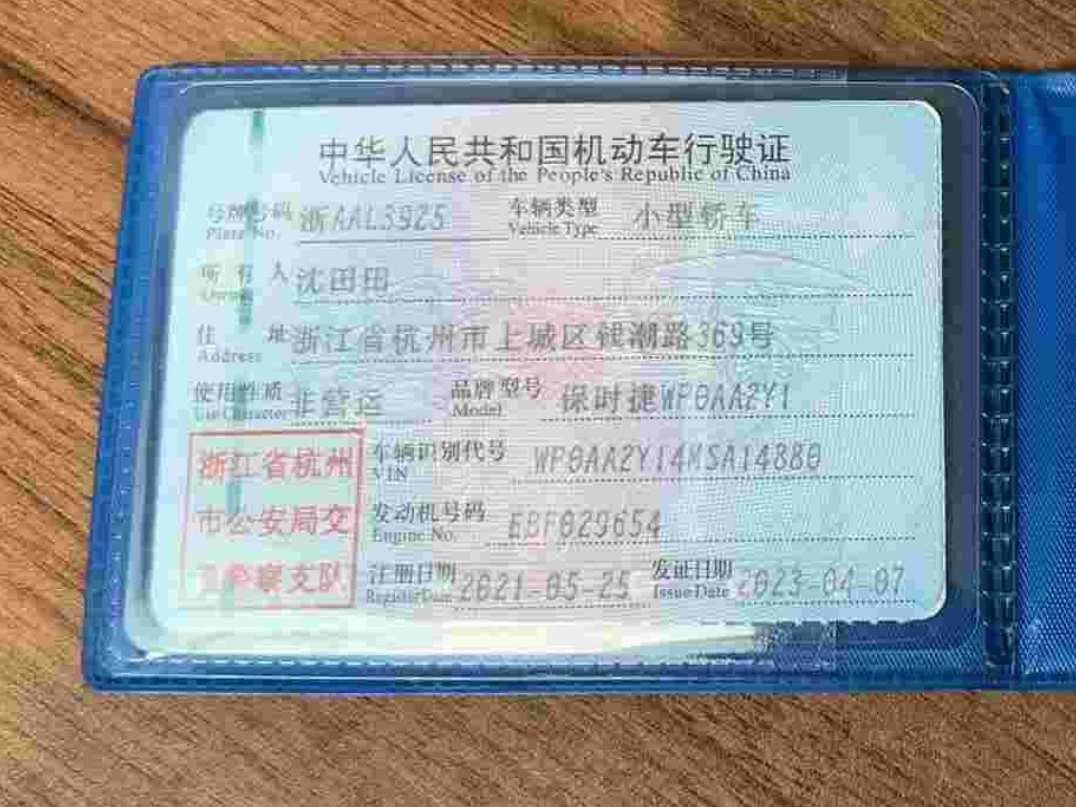 中华人民共和国机动车行驶证
Vehicle License of the People's Republic of China
号牌号码 浙AAL3925 车辆类型 小型轿车
Plate No. Vehicle Type
所有人 沈田田
Owner
住址 浙江省杭州市上城区钱潮路369号
Address
使用性质 非营运 品牌型号 保时捷WP0AA2Y1
Use Character Model
浙江省杭州 车辆识别代号 WP0AA2Y14MSA14880
VIN
市公安局交 发动机号码 EBF029654
Engine No.
警察支队 注册日期 2021-05-25 发证日期 2023-04-07
Register Date Issue Date